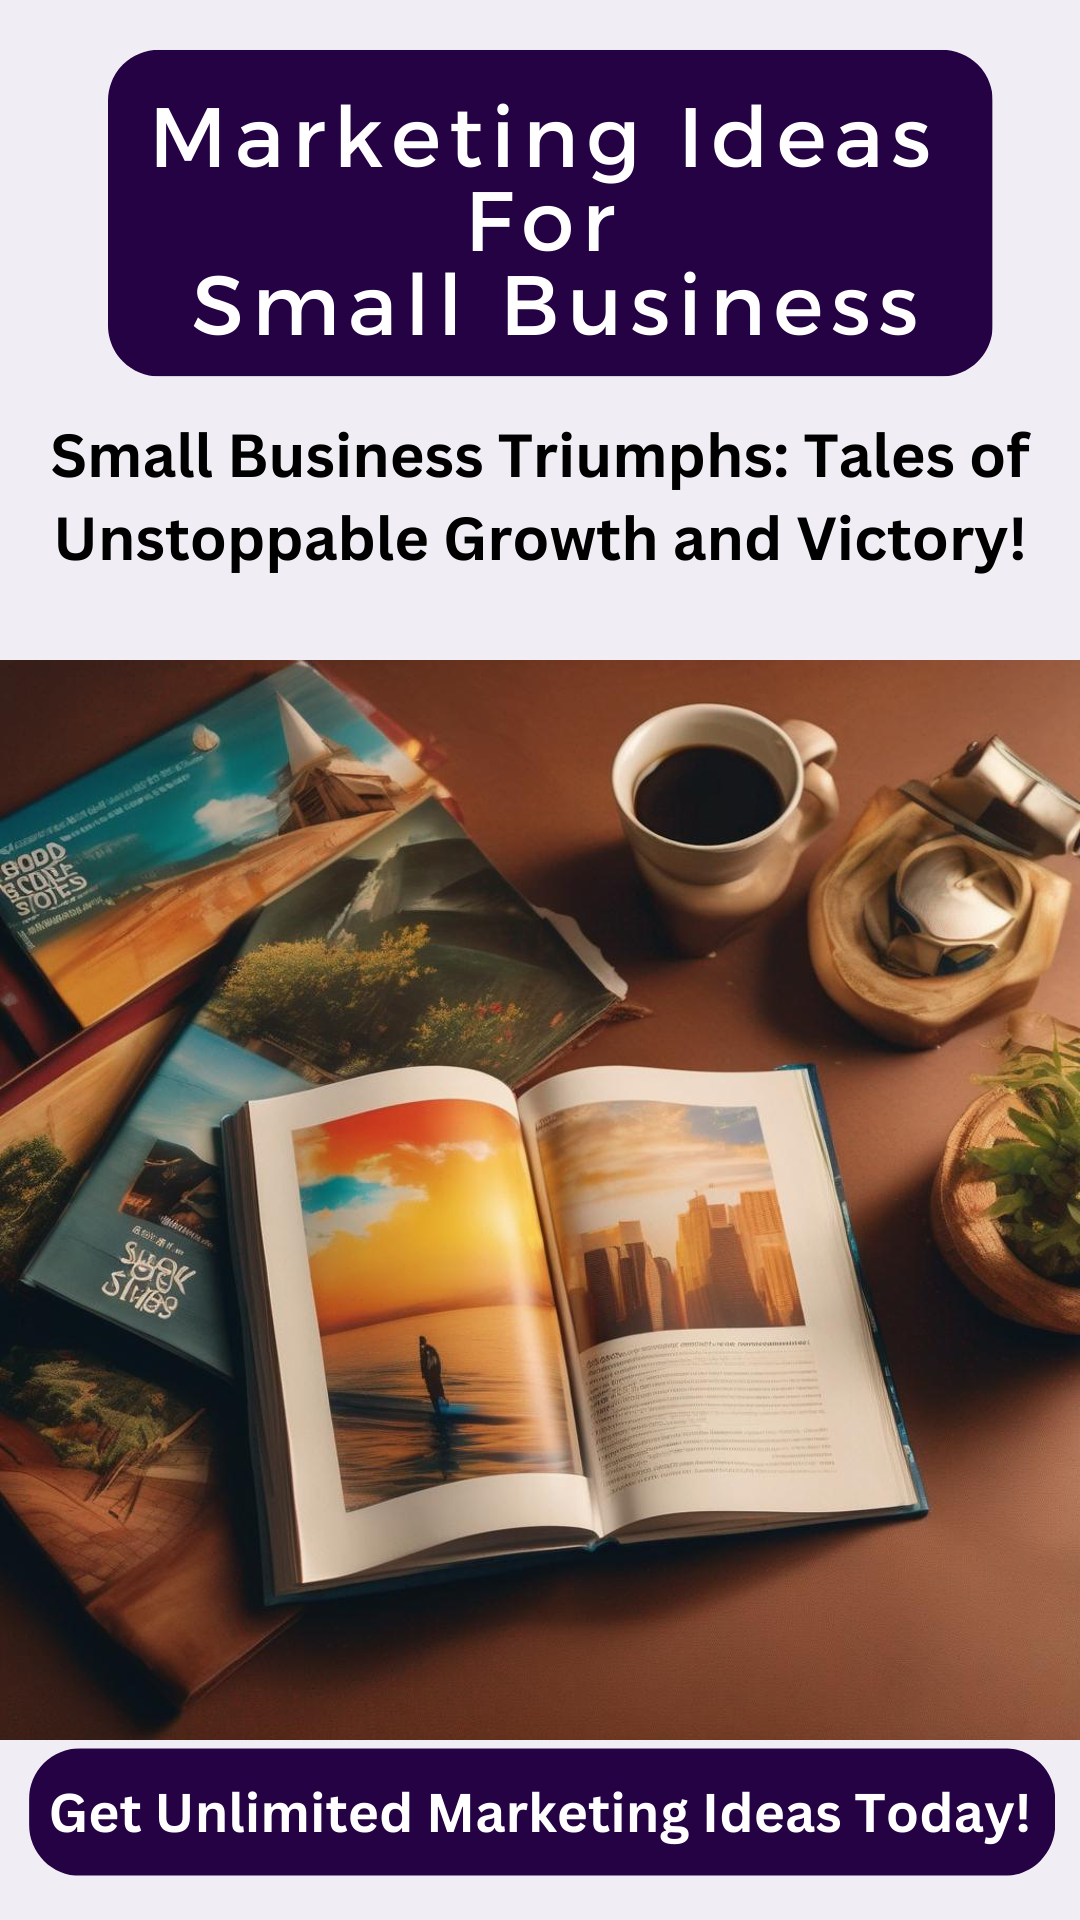 Marketing Ideas
For
Small Business
Small Business Triumphs: Tales of
Unstoppable Growth and Victory!
Get Unlimited Marketing Ideas Today!